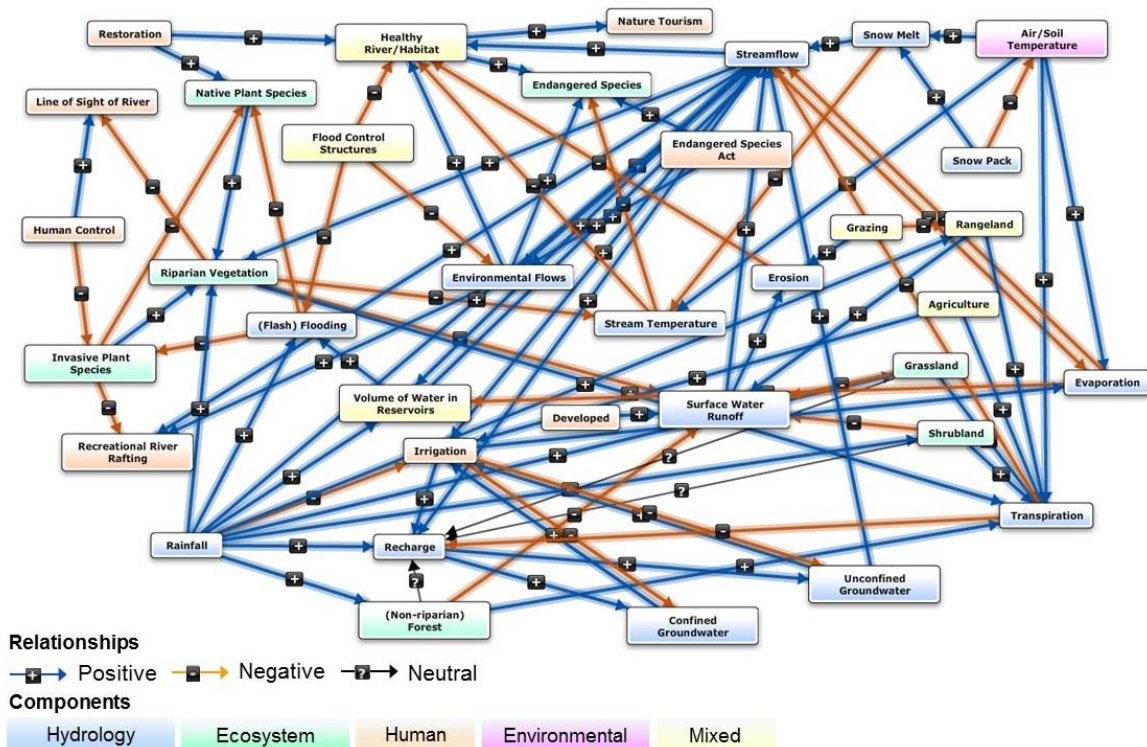 Restoration
Healthy
River/Habitat
Nature Tourism
Streamflow
Snow Melt
Air/Soil
Temperature
Line of Sight of River
Native Plant Species
Endangered Species
Flood Control
Structures
Endangered Species
Act
Snow Pack
Human Control
Grazing
Rangeland
Riparian Vegetation
Environmental Flows
Erosion
Agriculture
(Flash) Flooding
Stream Temperature
Invasive Plant
Species
Grassland
Evaporation
Volume of Water in
Reservoirs
Developed
Surface Water
Runoff
Recreational River
Rafting
Irrigation
Shrubland
Rainfall
Recharge
Transpiration
Unconfined
Groundwater
(Non-riparian)
Forest
Confined
Groundwater
Relationships
+ Positive - Negative ? Neutral
Components
Hydrology Ecosystem Human Environmental Mixed